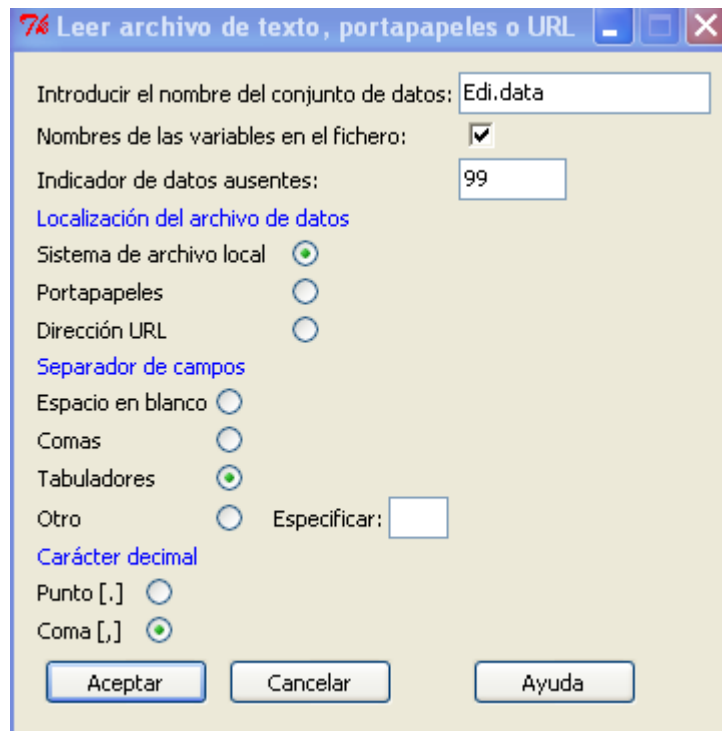 Leer archivo de texto, portapapeles o URL
Introducir el nombre del conjunto de datos: Edi.data
Nombres de las variables en el fichero:
Indicador de datos ausentes: 99
Localización del archivo de datos
Sistema de archivo local
Portapapeles
Dirección URL
Separador de campos
Espacio en blanco
Comas
Tabuladores
Otro Especificar:
Carácter decimal
Punto [.]
Coma [,]
Aceptar Cancelar Ayuda